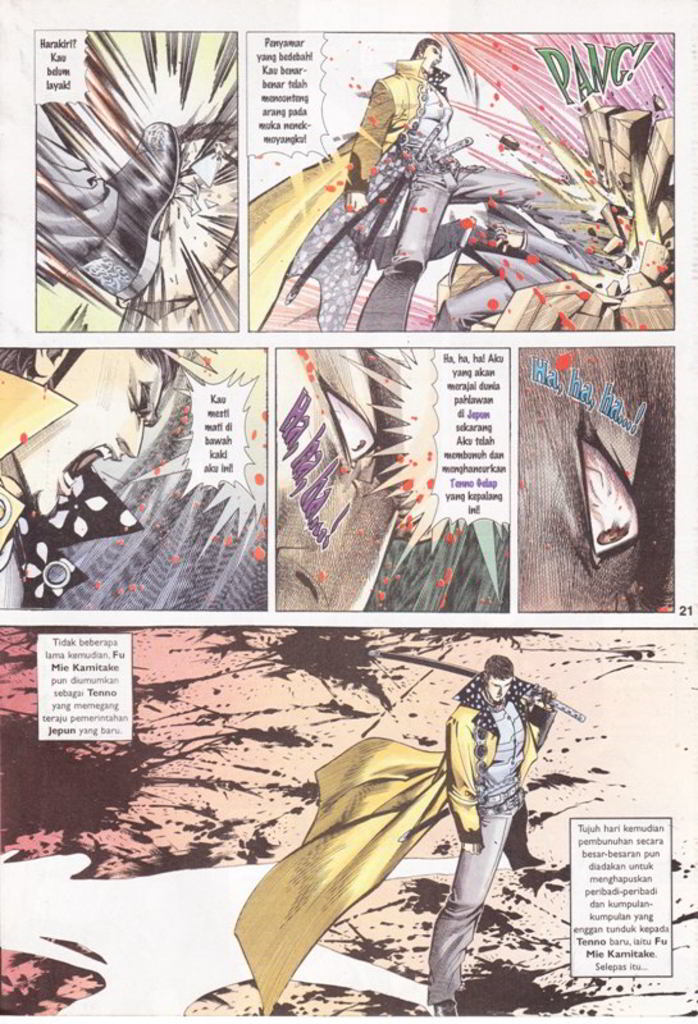 Harakiri?
Kau
belum
layak!
Penyamar
yang bedebah!
Kau benar-
benar telah
menconteng
arang pada
muka nenek-
moyangku!
PANG!
Kau
mesti
mati di
bawah
kaki
aku ini!
Ha, ha, ha...!
Ha, ha, ha! Aku
yang akan
merajai dunia
pahlawan
di Jepun
sekarang
Aku telah
membunuh dan
menghancurkan
Tenno Gelap
yang kepalang
ini!
Ha, ha, ha...!
21
Tidak beberapa
lama kemudian, Fu
Mie Kamitake
pun diumumkan
sebagai Tenno
yang memegang
teraju pemerintahan
Jepun yang baru.
Tujuh hari kemudian
pembunuhan secara
besar-besaran pun
diadakan untuk
menghapuskan
peribadi-peribadi
dan kumpulan-
kumpulan yang
enggan tunduk kepada
Tenno baru, iaitu Fu
Mie Kamitake.
Selepas itu...